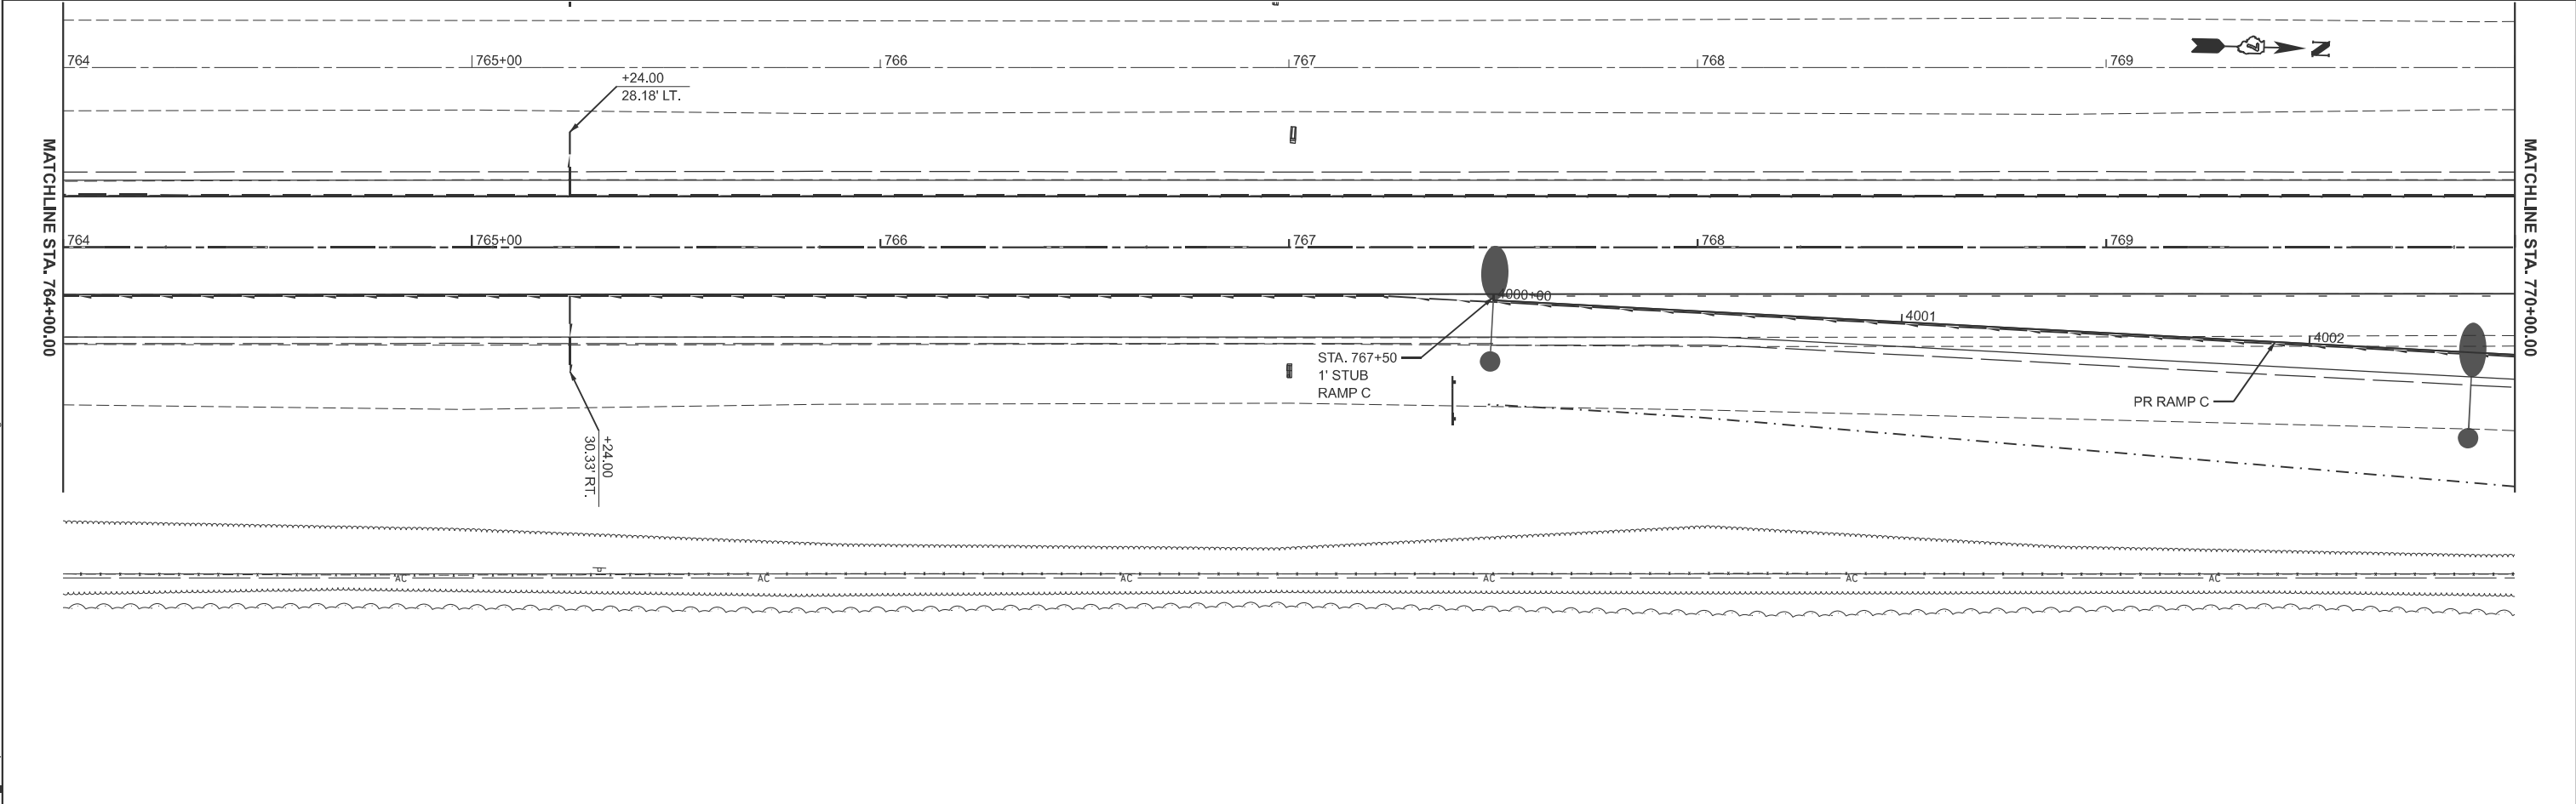 764
765+00
766
767
768
769
N
+24.00
28.18' LT.
MATCHLINE STA. 764+00.00
MATCHLINE STA. 770+00.00
764
765+00
766
767
768
769
4000+00
4001
4002
STA. 767+50
1' STUB
RAMP C
PR RAMP C
+24.00
30.33' RT.
AC
AC
AC
AC
AC
AC